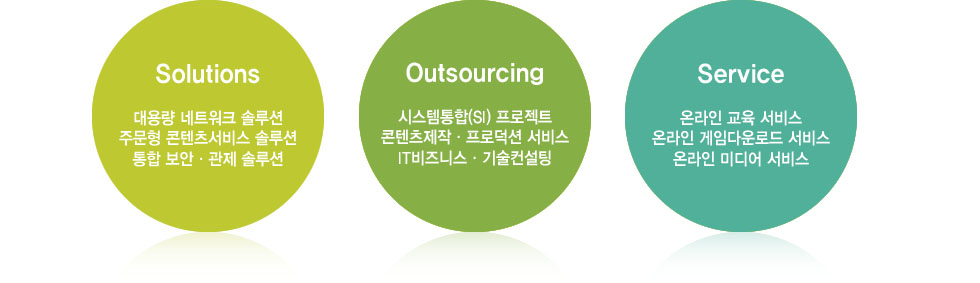 Solutions
대용량 네트워크 솔루션
주문형 콘텐츠서비스 솔루션
통합 보안 · 관제 솔루션
Outsourcing
시스템통합(SI) 프로젝트
콘텐츠제작 · 프로덕션 서비스
IT비즈니스 · 기술컨설팅
Service
온라인 교육 서비스
온라인 게임다운로드 서비스
온라인 미디어 서비스